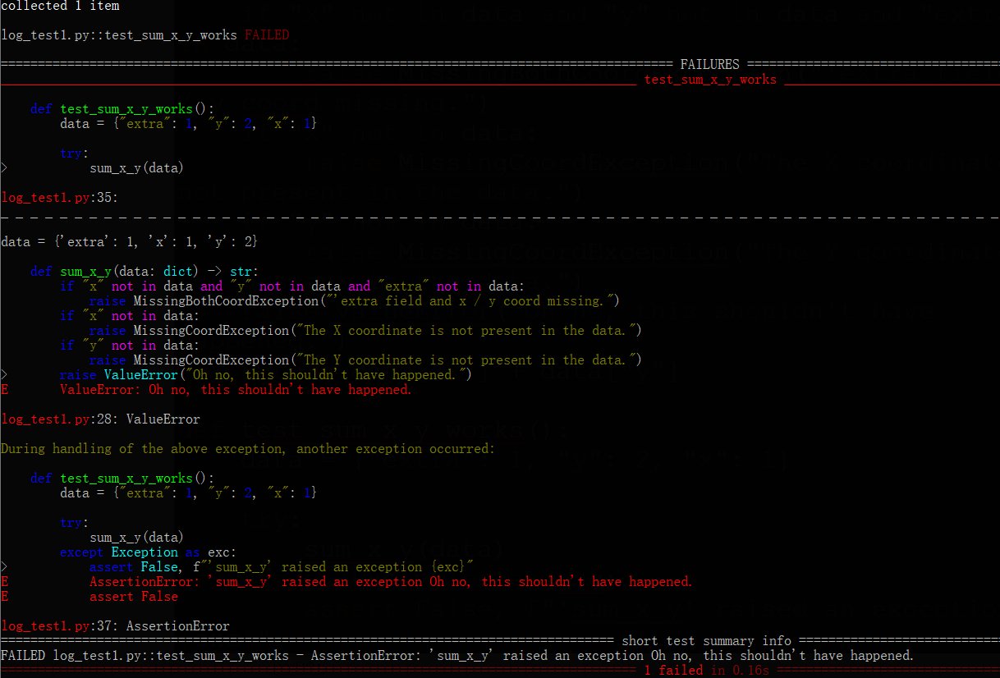 collected 1 item
log_test1.py::test_sum_x_y_works FAILED
=========================================================================================== FAILURES ==================================
______________________________________________________________________________________ test_sum_x_y_works _____________________________
def test_sum_x_y_works():
data = {"extra": 1, "y": 2, "x": 1}
try:
> sum_x_y(data)
log_test1.py:35:
_ _ _ _ _ _ _ _ _ _ _ _ _ _ _ _ _ _ _ _ _ _ _ _ _ _ _ _ _ _ _ _ _ _ _ _ _ _ _ _ _ _ _ _ _ _ _ _ _ _ _ _ _ _ _ _ _ _ _ _ _ _ _ _ _ _ _ _
data = {'extra': 1, 'x': 1, 'y': 2}
def sum_x_y(data: dict) -> str:
if "x" not in data and "y" not in data and "extra" not in data:
raise MissingBothCoordException("'extra field and x / y coord missing.")
if "x" not in data:
raise MissingCoordException("The X coordinate is not present in the data.")
if "y" not in data:
raise MissingCoordException("The Y coordinate is not present in the data.")
> raise ValueError("Oh no, this shouldn't have happened.")
E ValueError: Oh no, this shouldn't have happened.
log_test1.py:28: ValueError
During handling of the above exception, another exception occurred:
def test_sum_x_y_works():
data = {"extra": 1, "y": 2, "x": 1}
try:
sum_x_y(data)
except Exception as exc:
> assert False, f"'sum_x_y' raised an exception {exc}"
E AssertionError: 'sum_x_y' raised an exception Oh no, this shouldn't have happened.
E assert False
log_test1.py:37: AssertionError
=================================================================================== short test summary info ===========================
FAILED log_test1.py::test_sum_x_y_works - AssertionError: 'sum_x_y' raised an exception Oh no, this shouldn't have happened.
====================================================================================== 1 failed in 0.16s ==============================